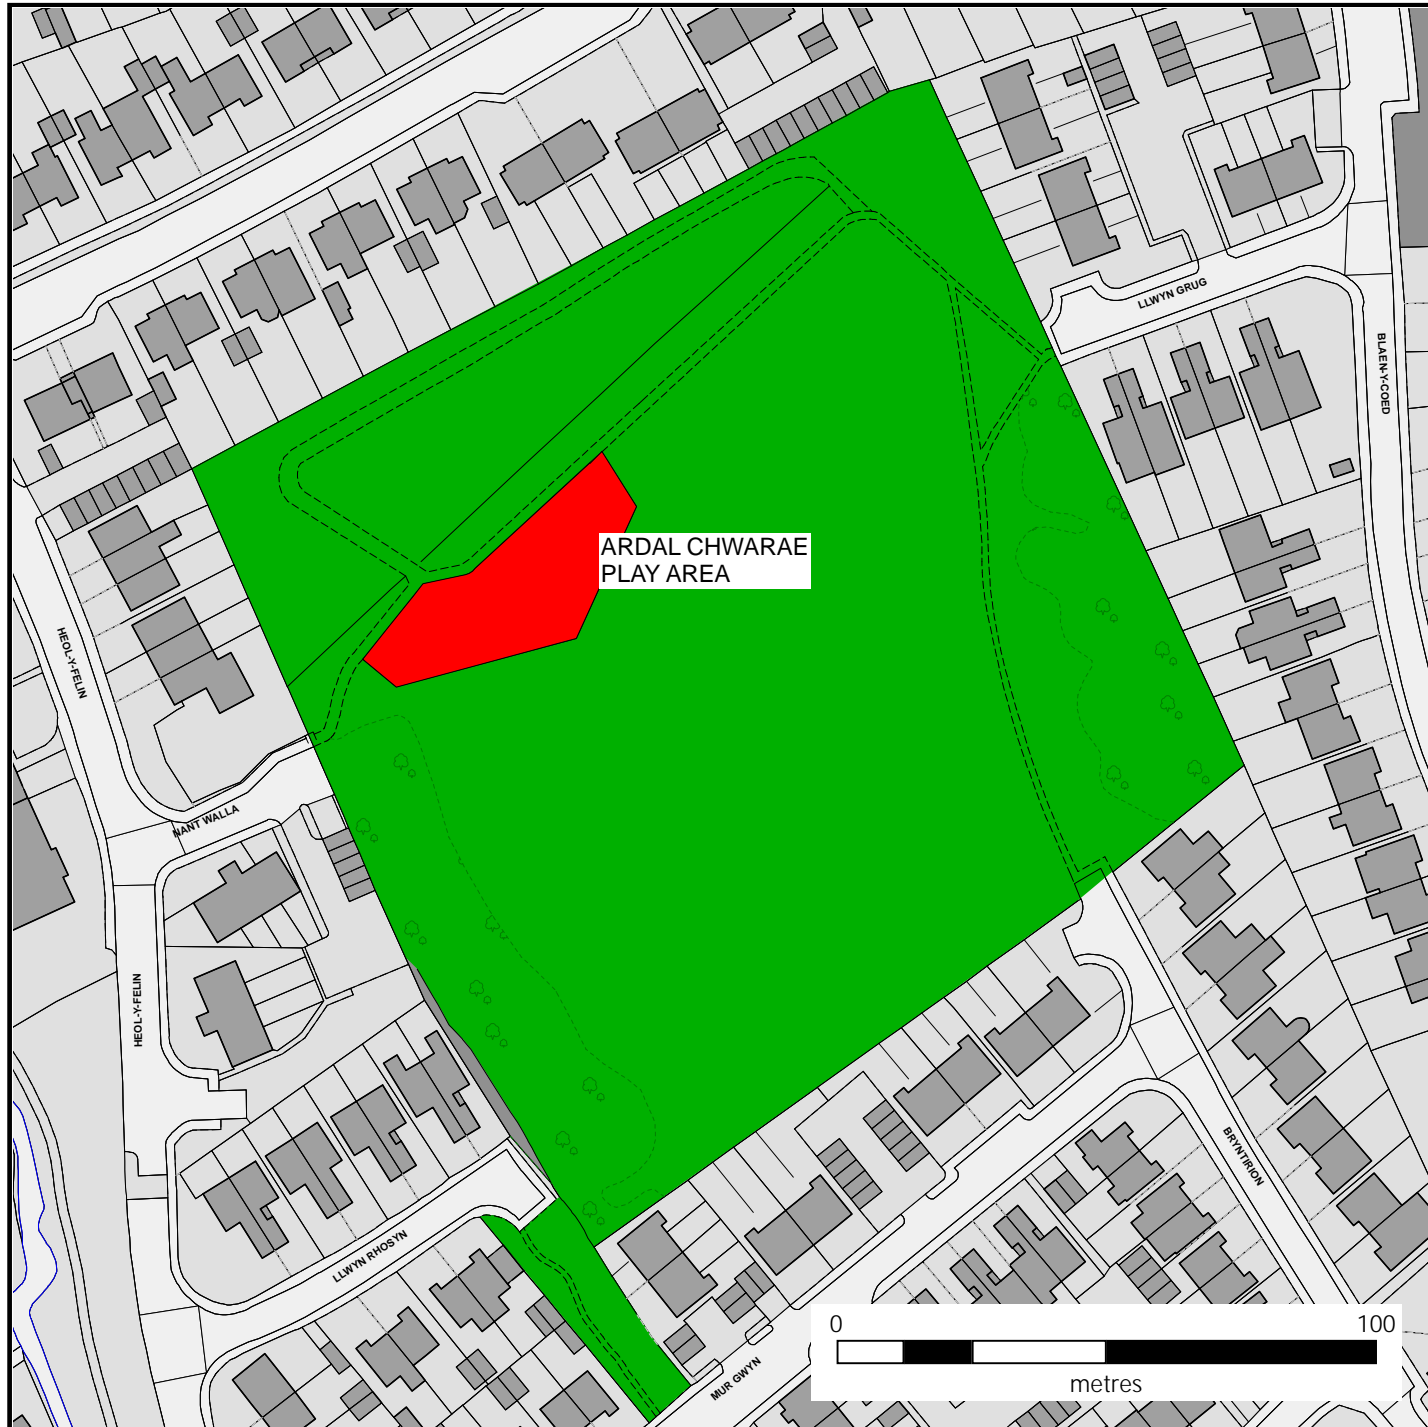 LLWYN GRUG
BLAEN-Y-COED
ARDAL CHWARAE
PLAY AREA
HEOL-Y-FELIN
NANT WALLA
HEOL-Y-FELIN
BRYNTIRION
LLWYN RHOSYN
MUR GWYN
0 100
metres